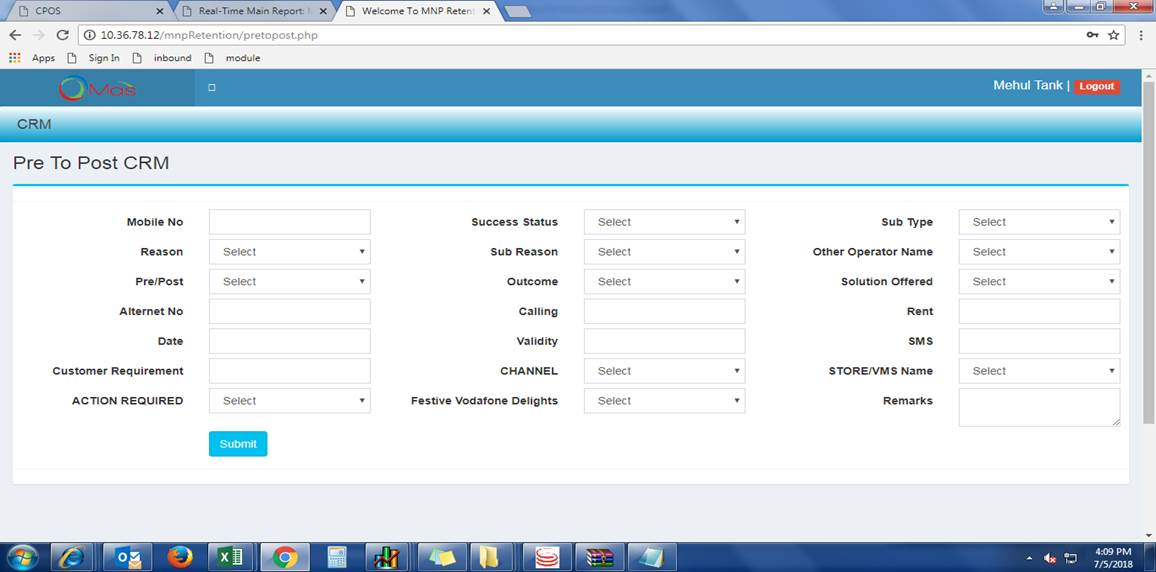 CPOS
Real-Time Main Report:
Welcome To MNP Reten
10.36.78.12/mnpRetention/pretopost.php
Apps Sign In inbound module
Mas
Mehul Tank | Logout
CRM
Pre To Post CRM
Mobile No Success Status Select Sub Type Select
Reason Select Sub Reason Select Other Operator Name Select
Pre/Post Select Outcome Select Solution Offered Select
Alternet No Calling Rent
Date Validity SMS
Customer Requirement CHANNEL Select STORE/VMS Name Select
ACTION REQUIRED Select Festive Vodafone Delights Select Remarks
Submit
4:09 PM
7/5/2018